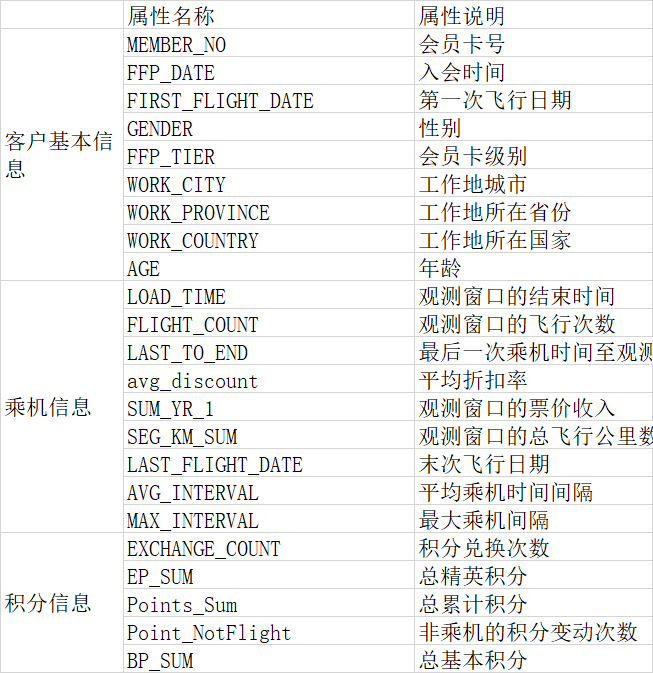 属性名称 属性说明
客户基本信息
MEMBER_NO 会员卡号
FFP_DATE 入会时间
FIRST_FLIGHT_DATE 第一次飞行日期
GENDER 性别
FFP_TIER 会员卡级别
WORK_CITY 工作地城市
WORK_PROVINCE 工作地所在省份
WORK_COUNTRY 工作地所在国家
AGE 年龄
乘机信息
LOAD_TIME 观测窗口的结束时间
FLIGHT_COUNT 观测窗口的飞行次数
LAST_TO_END 最后一次乘机时间至观测
avg_discount 平均折扣率
SUM_YR_1 观测窗口的票价收入
SEG_KM_SUM 观测窗口的总飞行公里数
LAST_FLIGHT_DATE 末次飞行日期
AVG_INTERVAL 平均乘机时间间隔
MAX_INTERVAL 最大乘机间隔
积分信息
EXCHANGE_COUNT 积分兑换次数
EP_SUM 总精英积分
Points_Sum 总累计积分
Point_NotFlight 非乘机的积分变动次数
BP_SUM 总基本积分